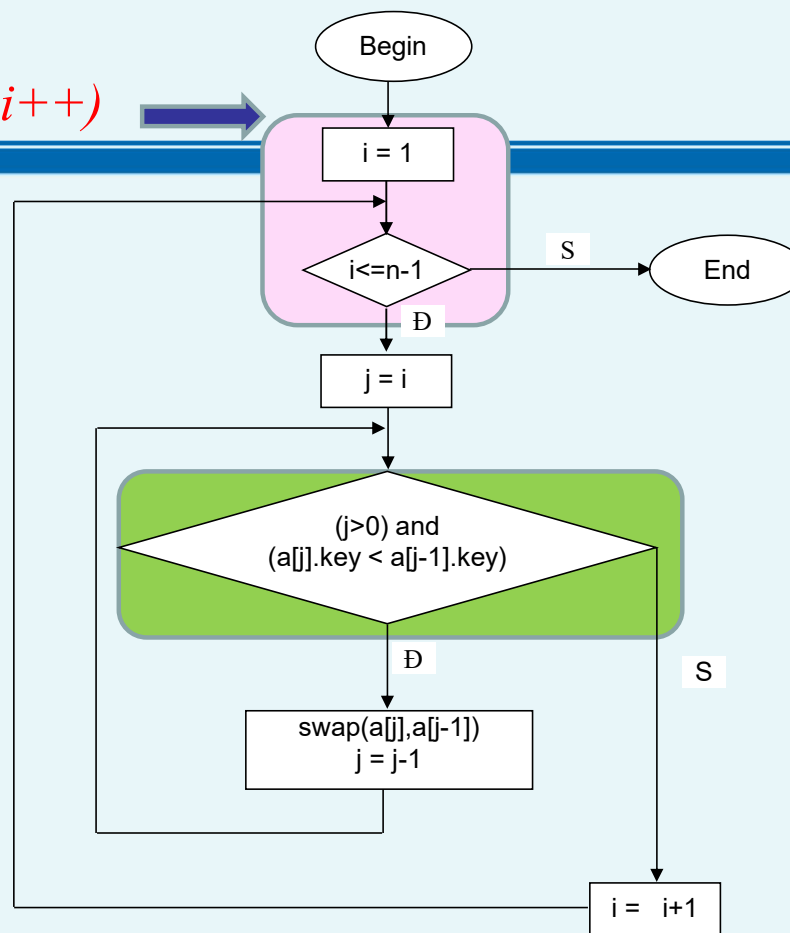 Begin
i++)
i = 1
i<=n-1
S
End
Đ
j = i
(j>0) and
(a[j].key < a[j-1].key)
Đ
S
swap(a[j],a[j-1])
j = j-1
i = i+1